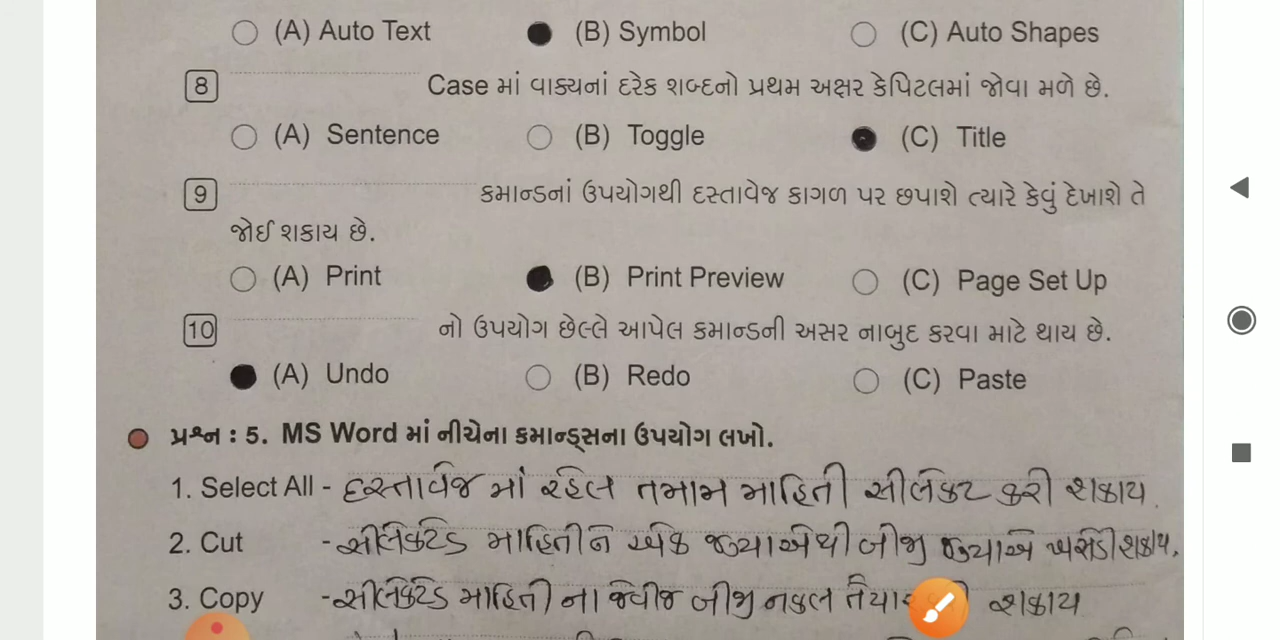 (A) Auto Text (B) Symbol (C) Auto Shapes
8 Case માં વાક્યનાં દરેક શબ્દનો પ્રથમ અક્ષર કેપિટલમાં જોવા મળે છે.
(A) Sentence (B) Toggle (C) Title
9 કમાન્ડનાં ઉપયોગથી દસ્તાવેજ કાગળ પર છપાશે ત્યારે કેવું દેખાશે તે
જોઈ શકાય છે.
(A) Print (B) Print Preview (C) Page Set Up
10 નો ઉપયોગ છેલ્લે આપેલ કમાન્ડની અસર નાબુદ કરવા માટે થાય છે.
(A) Undo (B) Redo (C) Paste
પ્રશ્ન : 5. MS Word માં નીચેના કમાન્ડ્સના ઉપયોગ લખો.
1. Select All - દસ્તાવેજ માં રહેલ તમામ માહિતી સીલેકટ કરી શકાય.
2. Cut - સીલેકટેડ માહિતીને એક જગ્યાએથી બીજી જગ્યાએ ખસેડી શકાય.
3. Copy - સીલેકટેડ માહિતી ના જેવીજ બીજી નકલ શકાય